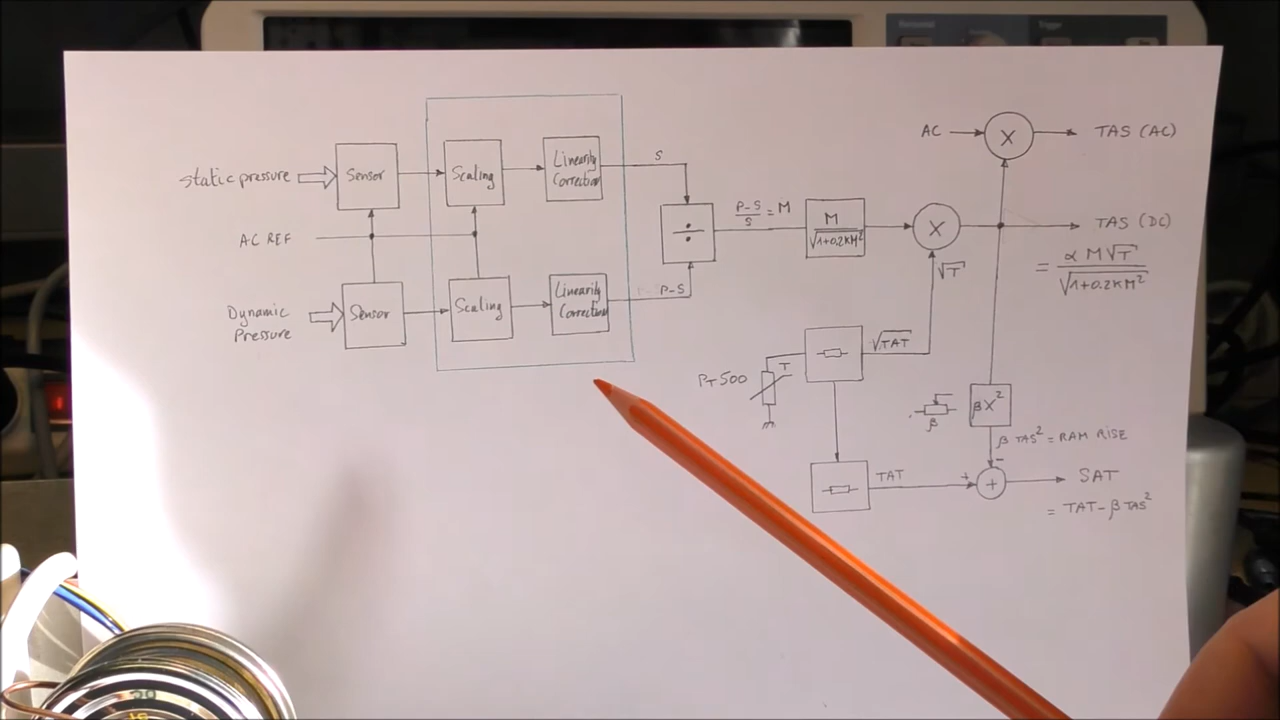 Static pressure
Sensor
Scaling
Linearity
Correction
S
AC
X
TAS (AC)
AC REF
÷
P-S
S
= M
M
√1+0.2KM²
X
TAS (DC)
= α M√T
√1+0.2KM²
√T
Dynamic
Pressure
Sensor
Scaling
Linearity
Correction
P-S
PT500
T
√TAT
β
βX²
β TAS² = RAM RISE
TAT
+
-
+
SAT
= TAT-β TAS²